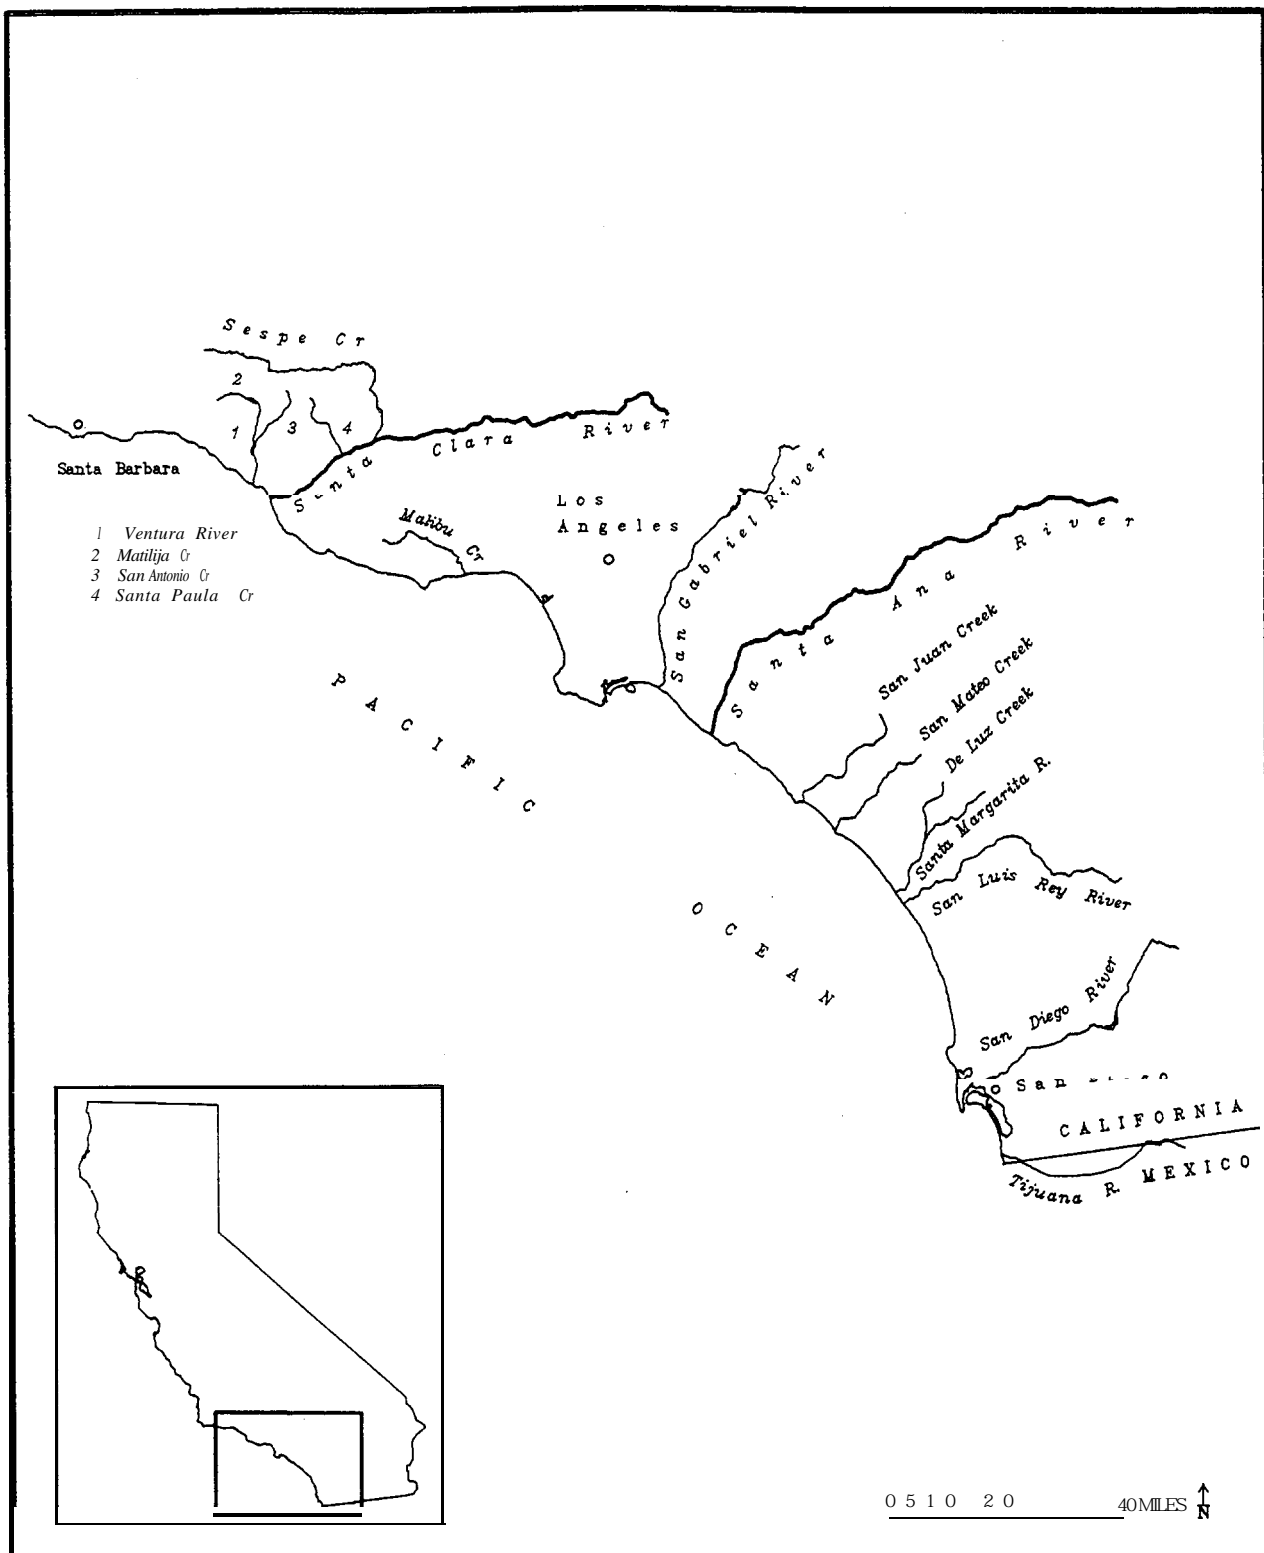 Sespe Cr
2
1
3
4
Santa Clara River
Santa Barbara
Malibu Cr
Los
Angeles
San Gabriel River
Santa Ana River
1 Ventura River
2 Matilija Cr
3 San Antonio Cr
4 Santa Paula Cr
San Juan Creek
San Mateo Creek
De Luz Creek
Santa Margarita R.
San Luis Rey River
PACIFIC
OCEAN
San Diego River
San
CALIFORNIA
MEXICO
Tijuana R.
0 5 10 20 40 MILES
N